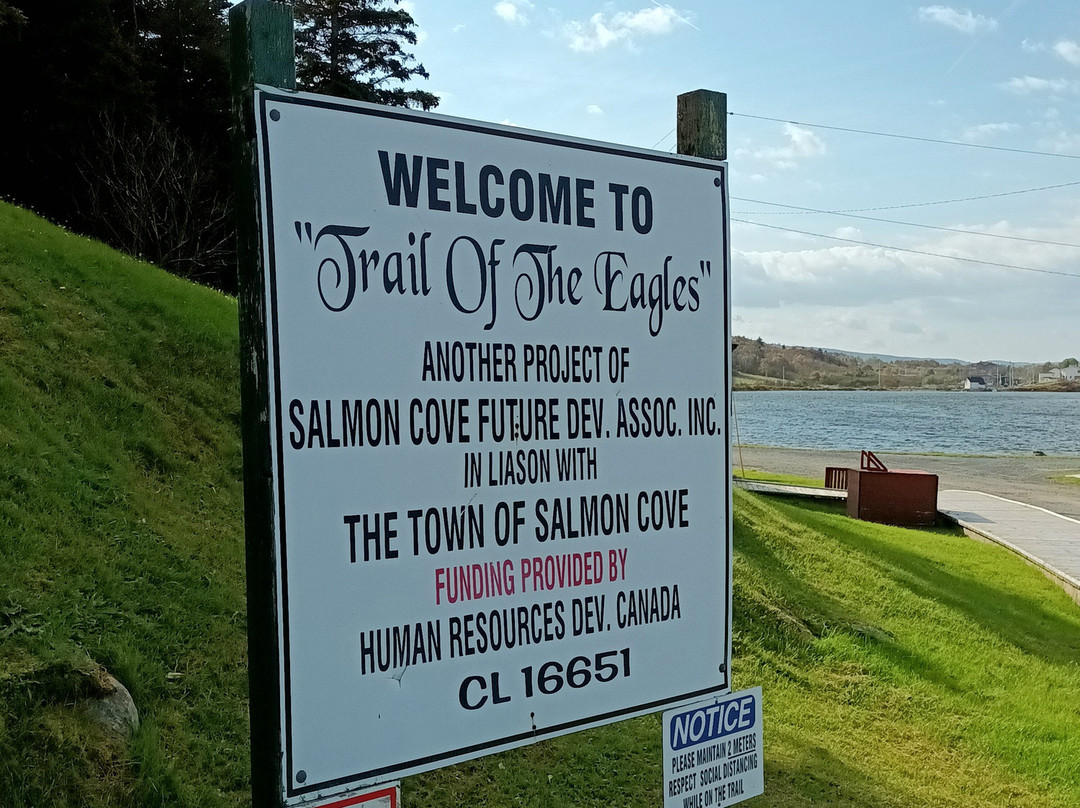 WELCOME TO
"Trail Of The Eagles"
ANOTHER PROJECT OF
SALMON COVE FUTURE DEV. ASSOC. INC.
IN LIASON WITH
THE TOWN OF SALMON COVE
FUNDING PROVIDED BY
HUMAN RESOURCES DEV. CANADA
CL 16651
NOTICE
PLEASE MAINTAIN 2 METERS
RESPECT SOCIAL DISTANCING
WHILE ON THE TRAIL